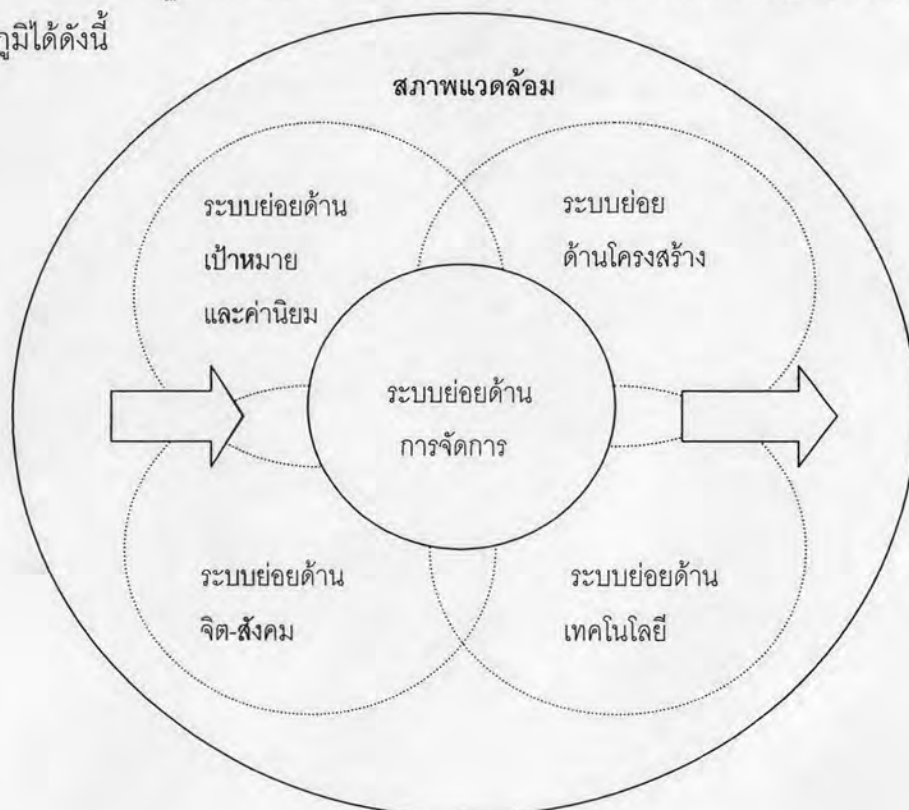 ภูมิได้ดังนี้
สภาพแวดล้อม
ระบบย่อยด้าน
เป้าหมาย
และค่านิยม
ระบบย่อย
ด้านโครงสร้าง
ระบบย่อยด้าน
การจัดการ
ระบบย่อยด้าน
จิต-สังคม
ระบบย่อยด้าน
เทคโนโลยี